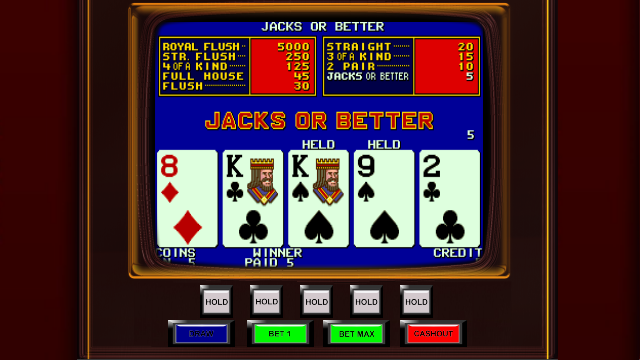 JACKS OR BETTER
ROYAL FLUSH 5000
STR. FLUSH 250
4 OF A KIND 125
FULL HOUSE 45
FLUSH 30
STRAIGHT 20
3 OF A KIND 15
2 PAIR 10
JACKS OR BETTER 5
JACKS OR BETTER
5
HELD HELD
8 K K 9 2
COINS WINNER CREDIT
PAID 5
HOLD HOLD HOLD HOLD HOLD
DRAW BET 1 BET MAX CASHOUT